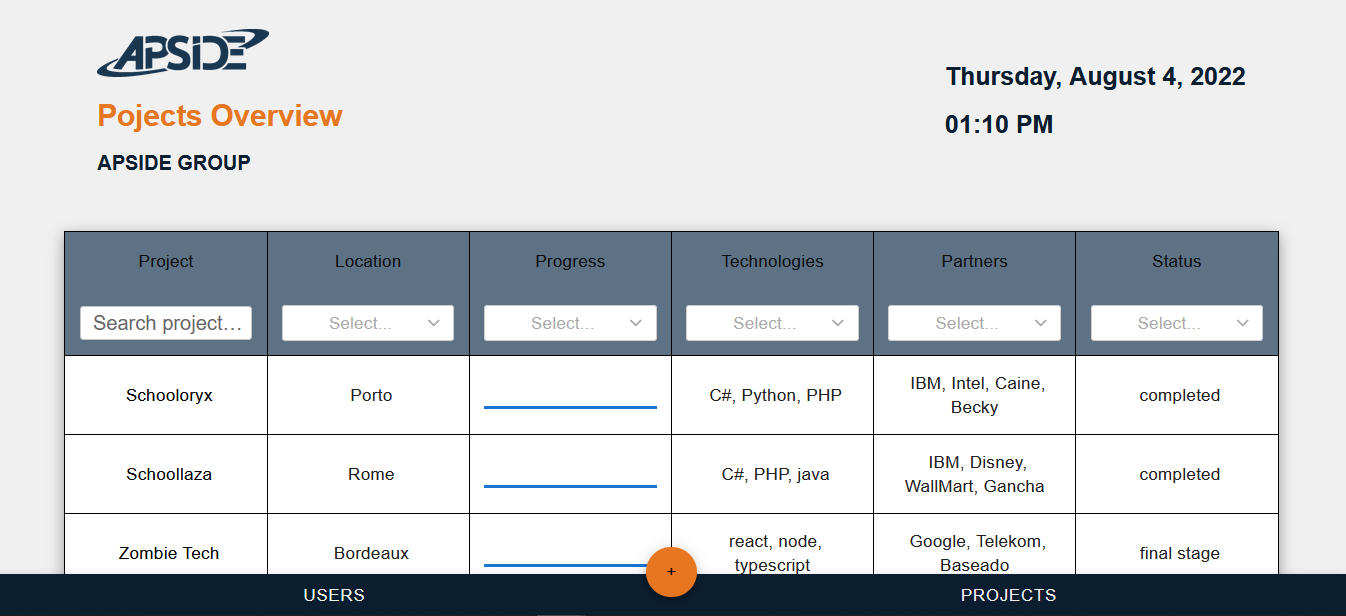 APSIDE
Pojects Overview
APSIDE GROUP
Thursday, August 4, 2022
01:10 PM
Project Location Progress Technologies Partners Status
Search project... Select... Select... Select... Select... Select...
Schooloryx Porto C#, Python, PHP IBM, Intel, Caine,
Becky completed
Schoollaza Rome C#, PHP, java IBM, Disney,
WallMart, Gancha completed
Zombie Tech Bordeaux react, node,
typescript Google, Telekom,
Baseado final stage
+
USERS PROJECTS